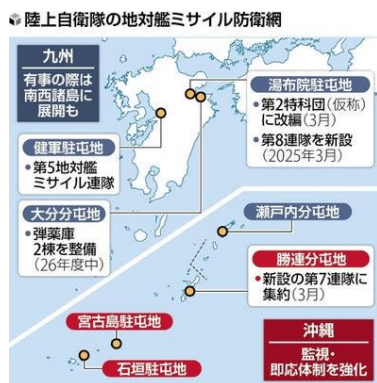 陸上自衛隊の地対艦ミサイル防衛網
九州
有事の際は
南西諸島に
展開も
湯布院駐屯地
・第2特科団(仮称)
に改編(3月)
・第8連隊を新設
(2025年3月)
健軍駐屯地
・第5地対艦
ミサイル連隊
大分分屯地
・弾薬庫
2棟を整備
(26年度中)
瀬戸内分屯地
勝連分屯地
・新設の第7連隊に
集約(3月)
宮古島駐屯地
石垣駐屯地
沖縄
監視・
即応体制を強化